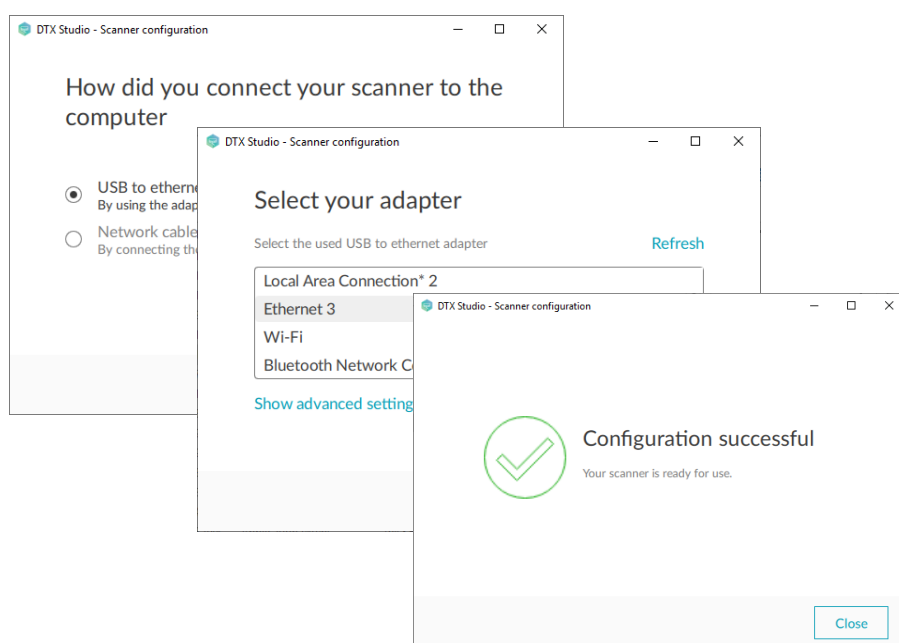 DTX Studio - Scanner configuration
How did you connect your scanner to the
computer
USB to etherne
By using the adap
Network cable
By connecting the
DTX Studio - Scanner configuration
Select your adapter
Select the used USB to ethernet adapter
Refresh
Local Area Connection* 2
Ethernet 3
Wi-Fi
Bluetooth Network C
Show advanced setting
DTX Studio - Scanner configuration
Configuration successful
Your scanner is ready for use.
Close